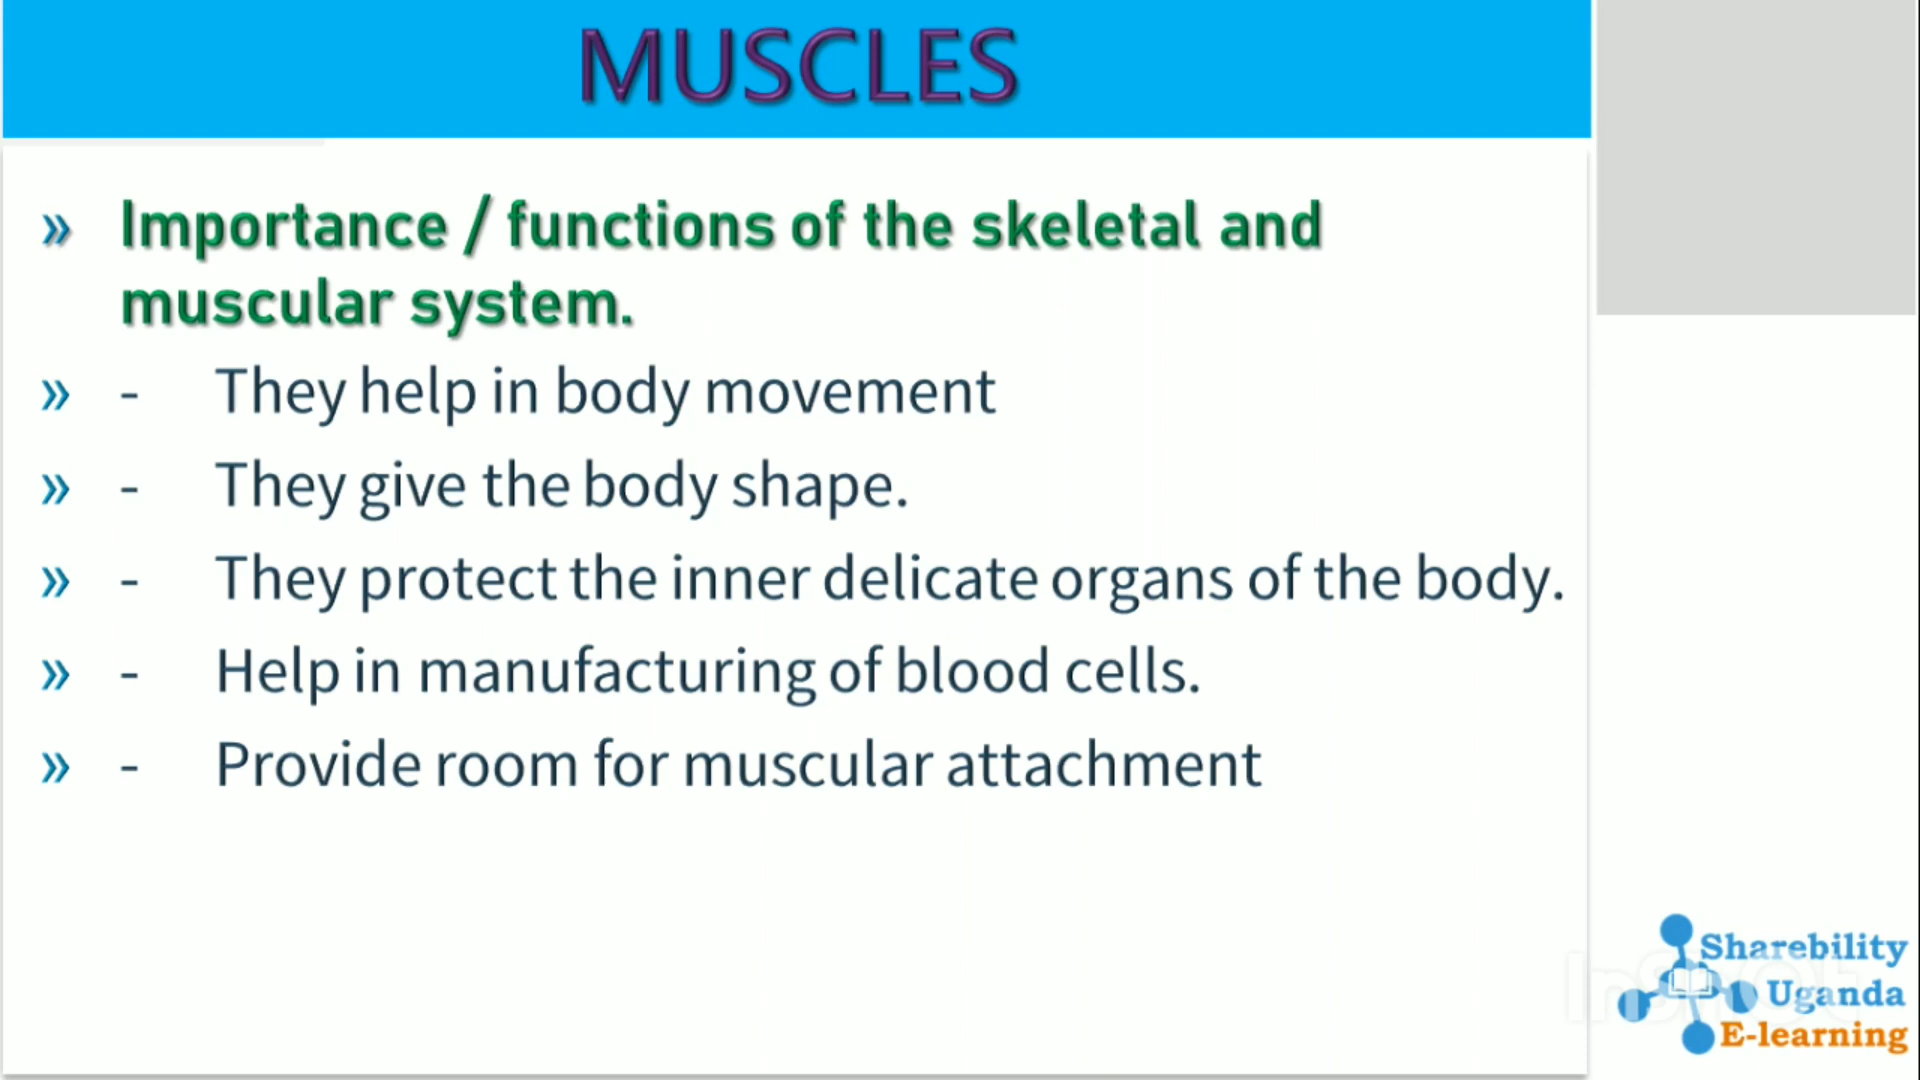 MUSCLES
» Importance / functions of the skeletal and
muscular system.
» - They help in body movement
» - They give the body shape.
» - They protect the inner delicate organs of the body.
» - Help in manufacturing of blood cells.
» - Provide room for muscular attachment
Sharebility
Uganda
E-learning
InShOt